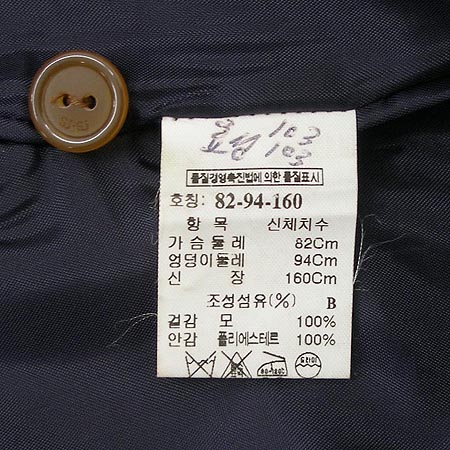 103
103
품질경영촉진법에 의한 품질표시
호칭: 82-94-160
항 목 신체치수
가슴둘레 82Cm
엉덩이둘레 94Cm
신 장 160Cm
조성섬유(%) B
겉감 모 100%
안감 폴리에스테르 100%
드라이